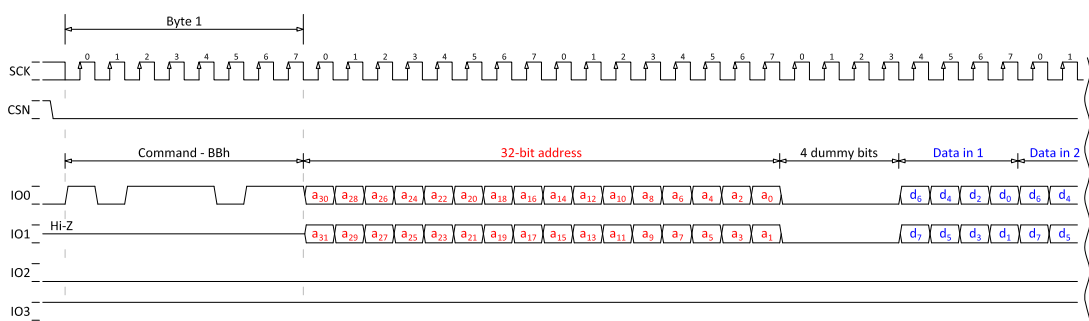 Byte 1
0 1 2 3 4 5 6 7 0 1 2 3 4 5 6 7 0 1 2 3 4 5 6 7 0 1 2 3 4 5 6 7 0 1
SCK
CSN
Command - BBh 32-bit address 4 dummy bits Data in 1 Data in 2
IO0 a30 a28 a26 a24 a22 a20 a18 a16 a14 a12 a10 a8 a6 a4 a2 a0 d6 d4 d2 d0 d6 d4
Hi-Z
IO1 a31 a29 a27 a25 a23 a21 a19 a17 a15 a13 a11 a9 a7 a5 a3 a1 d7 d5 d3 d1 d7 d5
IO2
IO3